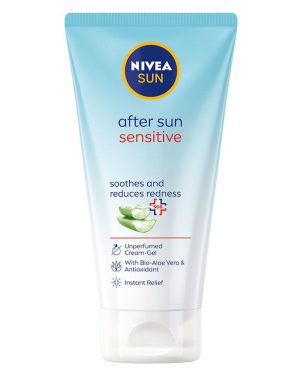 NIVEA
SUN
after sun
sensitive
soothes and
reduces redness
SOS
Unperfumed
Cream-Gel
With Bio-Aloe Vera &
Antioxidant
Instant Relief